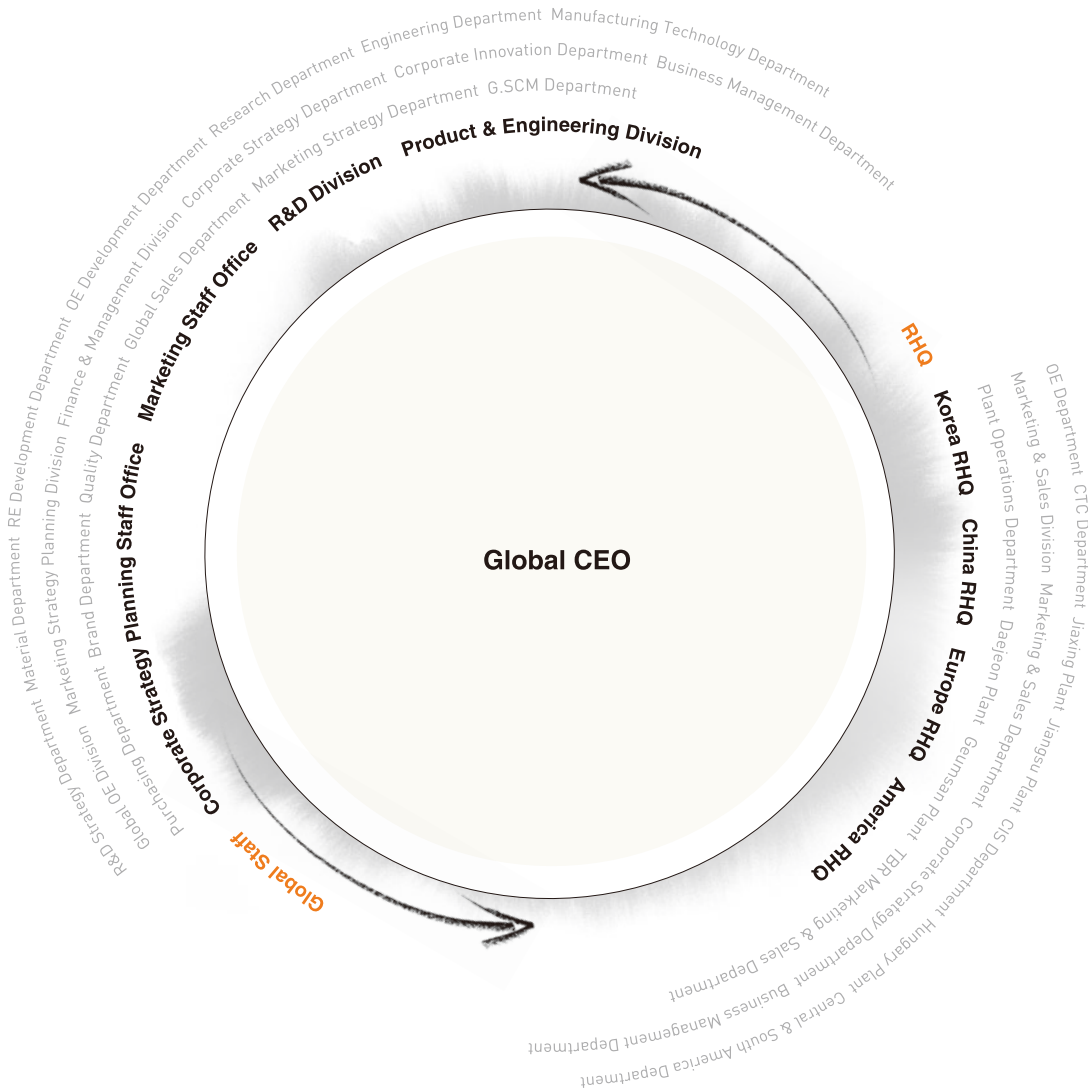 R&D Strategy Department Material Department RE Development Department OE Development Department Research Department Engineering Department Manufacturing Technology Department
Global OE Division Marketing Strategy Planning Division Finance & Management Division Corporate Strategy Department Corporate Innovation Department Business Management Department
Purchasing Department Brand Department Quality Department Global Sales Department Marketing Strategy Department G.SCM Department
Global Staff Corporate Strategy Planning Staff Office Marketing Staff Office R&D Division Product & Engineering Division
Global CEO
RHQ Korea RHQ China RHQ Europe RHQ America RHQ
Plant Operations Department Daejeon Plant Geumsan Plant TBR Marketing & Sales Department
Marketing & Sales Division Marketing & Sales Department Corporate Strategy Department Business Management Department
OE Department CTC Department Jiaxing Plant Jiangsu Plant CIS Department Hungary Plant Central & South America Department